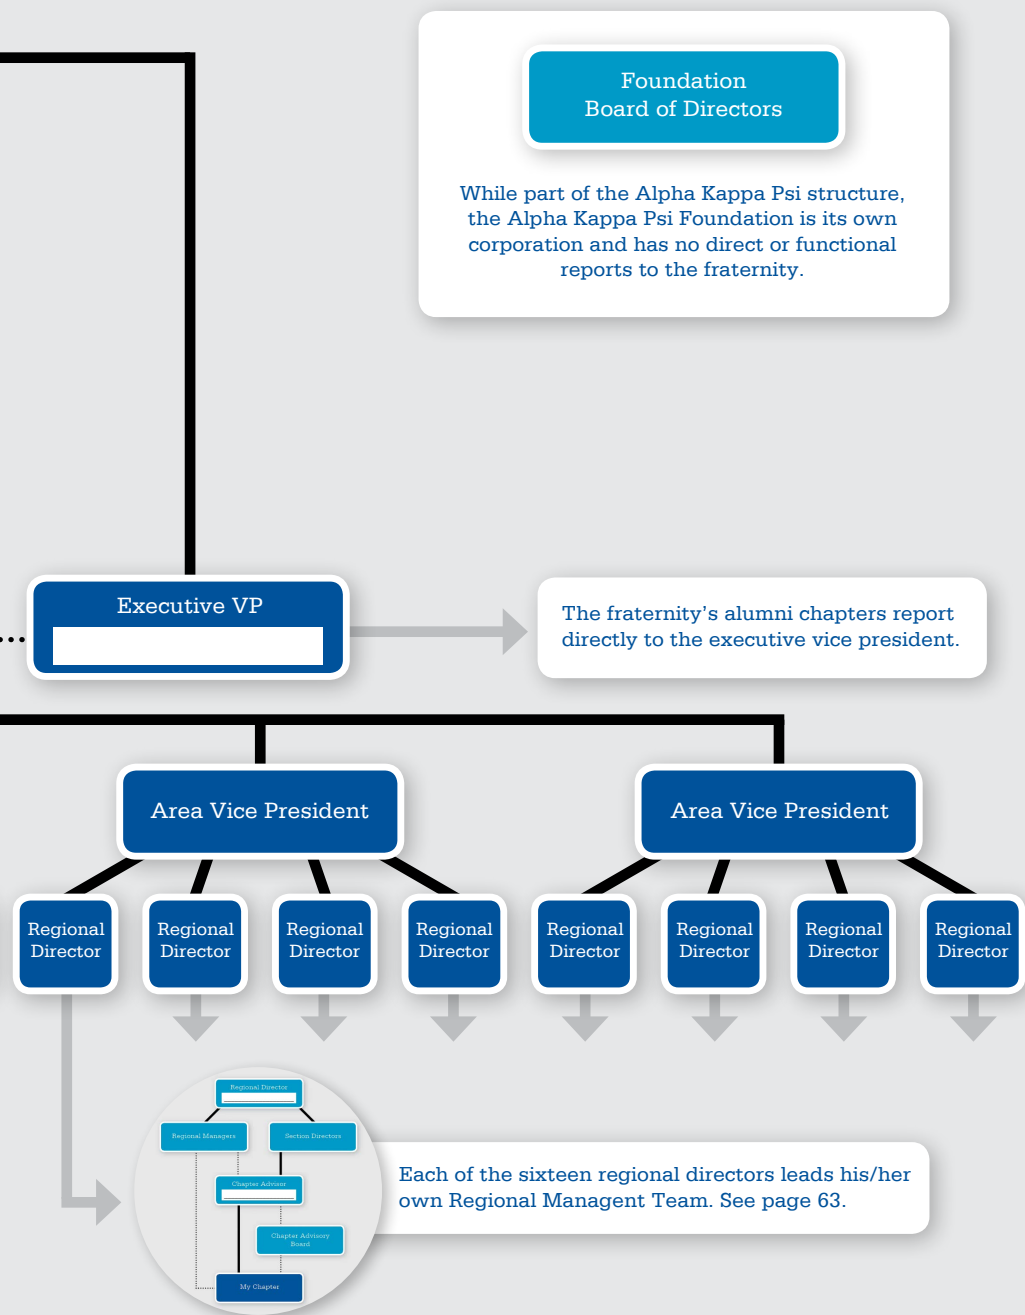 Foundation
Board of Directors
While part of the Alpha Kappa Psi structure,
the Alpha Kappa Psi Foundation is its own
corporation and has no direct or functional
reports to the fraternity.
Executive VP
The fraternity's alumni chapters report
directly to the executive vice president.
Area Vice President
Area Vice President
Regional
Director
Regional
Director
Regional
Director
Regional
Director
Regional
Director
Regional
Director
Regional
Director
Regional
Director
Regional Director
Regional Managers
Section Directors
Chapter Advisor
Chapter Advisory
Board
My Chapter
Each of the sixteen regional directors leads his/her
own Regional Managent Team. See page 63.